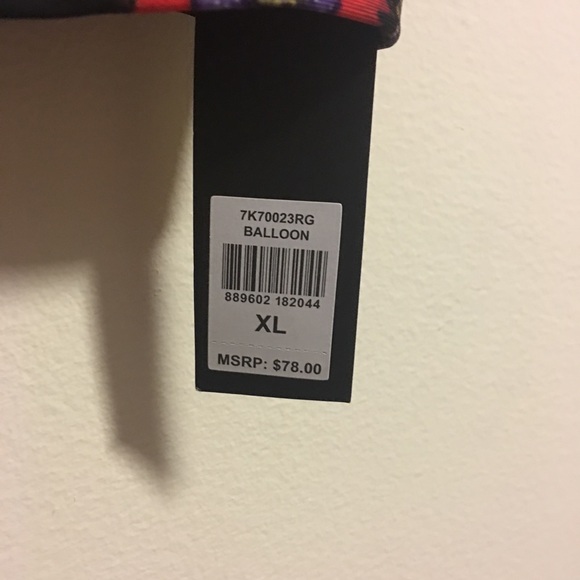 7K70023RG
BALLOON
889602 182044
XL
MSRP: $78.00